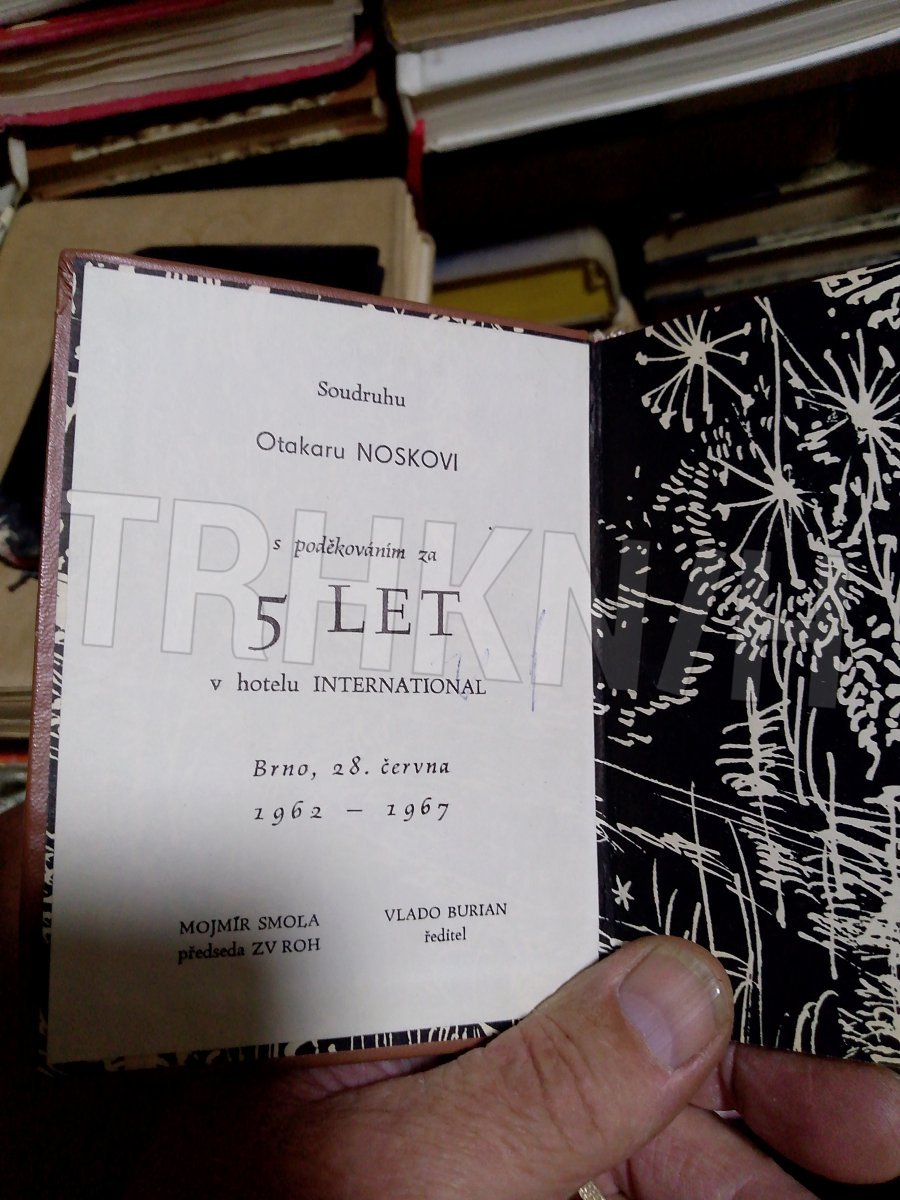 Soudruhu
Otakaru NOSKOVI
s poděkováním za
5 LET
v hotelu INTERNATIONAL
Brno, 28. června
1962 — 1967
MOJMÍR SMOLA
předseda ZV ROH
VLADO BURIAN
ředitel
TRHKNIH